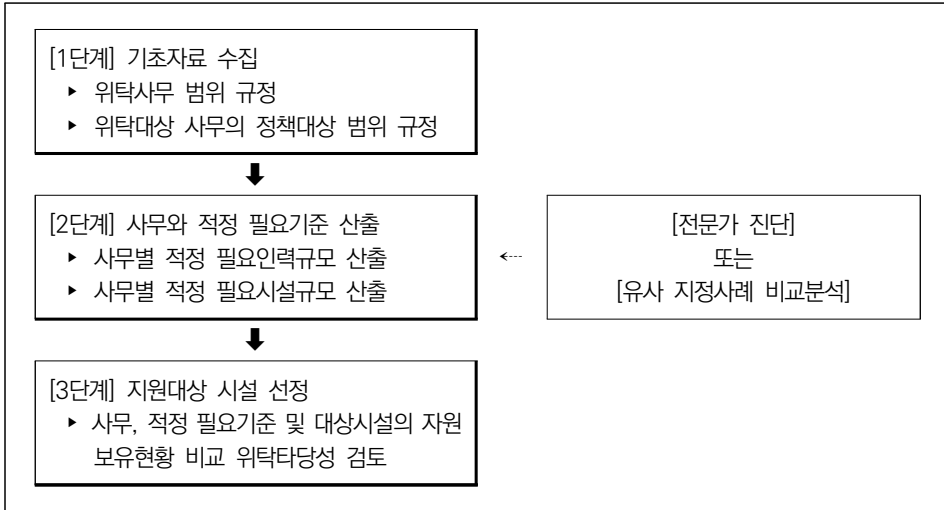 [1단계] 기초자료 수집
▸ 위탁사무 범위 규정
▸ 위탁대상 사무의 정책대상 범위 규정
[2단계] 사무와 적정 필요기준 산출
▸ 사무별 적정 필요인력규모 산출
▸ 사무별 적정 필요시설규모 산출
[전문가 진단]
또는
[유사 지정사례 비교분석]
[3단계] 지원대상 시설 선정
▸ 사무, 적정 필요기준 및 대상시설의 자원
보유현황 비교 위탁타당성 검토